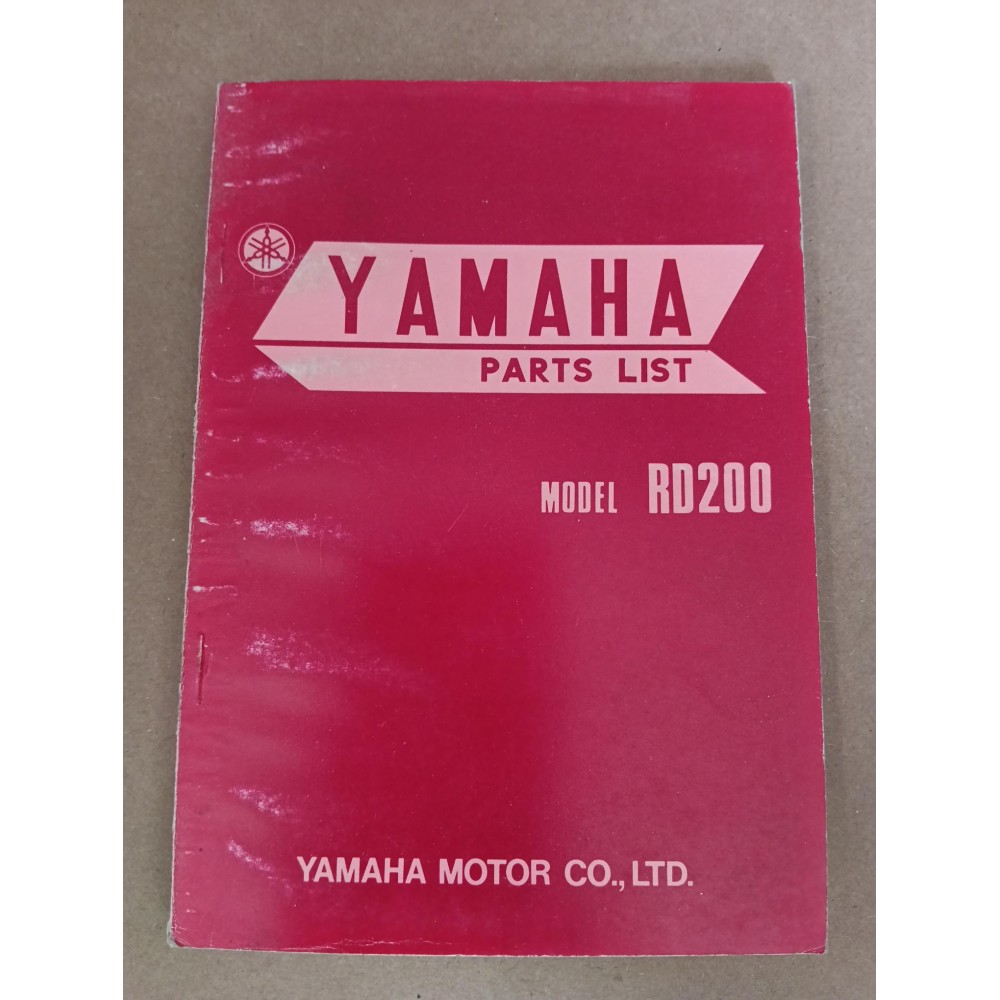 YAMAHA
PARTS LIST
MODEL RD200
YAMAHA MOTOR CO., LTD.